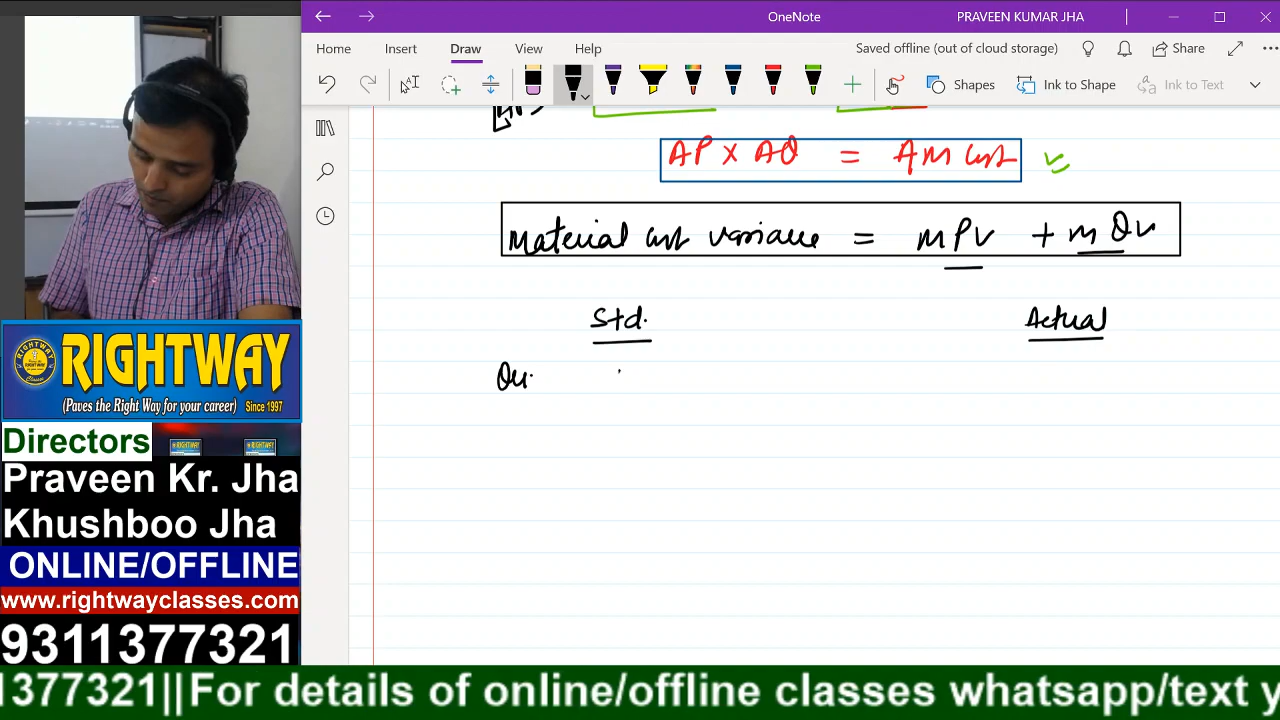 OneNote
PRAVEEN KUMAR JHA
Home Insert Draw View Help
Saved offline (out of cloud storage)
Share
Shapes
Ink to Shape
Ink to Text
AP X AQ = AM Cost
Material cost variance = MPV + MQV
Std. Actual
Qu.
RIGHTWAY
(Paves the Right Way for your career) Since 1997
Directors
Praveen Kr. Jha
Khushboo Jha
ONLINE/OFFLINE
www.rightwayclasses.com
9311377321
1377321||For details of online/offline classes whatsapp/text y